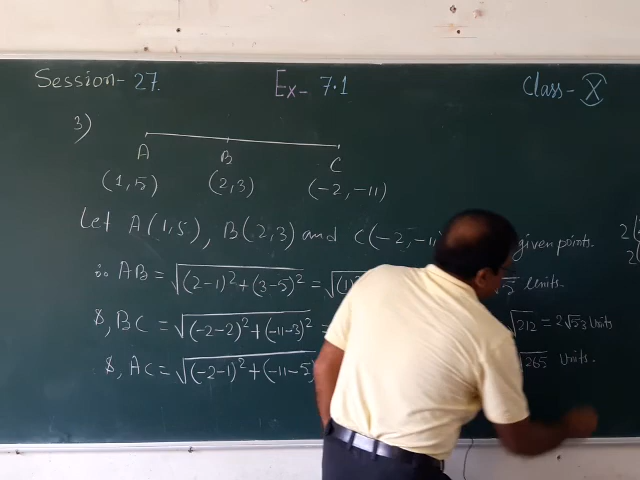 Session-27. Ex-7.1 Class-X
3)
A B C
(1,5) (2,3) (-2,-11)
Let A(1,5), B(2,3) and C(-2,-11) given points.
∴ AB = √(2-1)²+(3-5)² = √(1) units.
&, BC = √(-2-2)²+(-11-3)² = √212 = 2√53 Units
&, AC = √(-2-1)²+(-11-5) √265 Units.